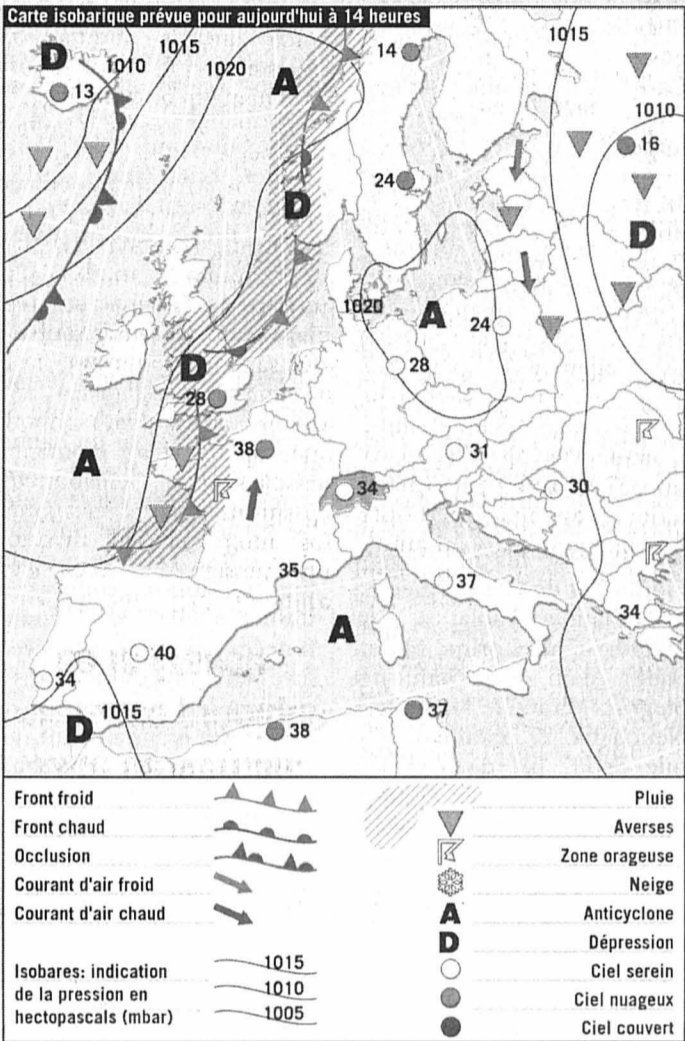 Carte isobarique prévue pour aujourd'hui à 14 heures
D
1010
1015
1020
A
14
1015
13
1010
16
24
D
D
1020
A
24
D
28
28
38
31
A
34
30
35
37
A
34
40
34
1015
D
38
37
Front froid
Front chaud
Occlusion
Courant d'air froid
Courant d'air chaud
Isobares: indication
de la pression en
hectopascals (mbar)
1015
1010
1005
Pluie
Averses
Zone orageuse
Neige
A Anticyclone
D Dépression
Ciel serein
Ciel nuageux
Ciel couvert